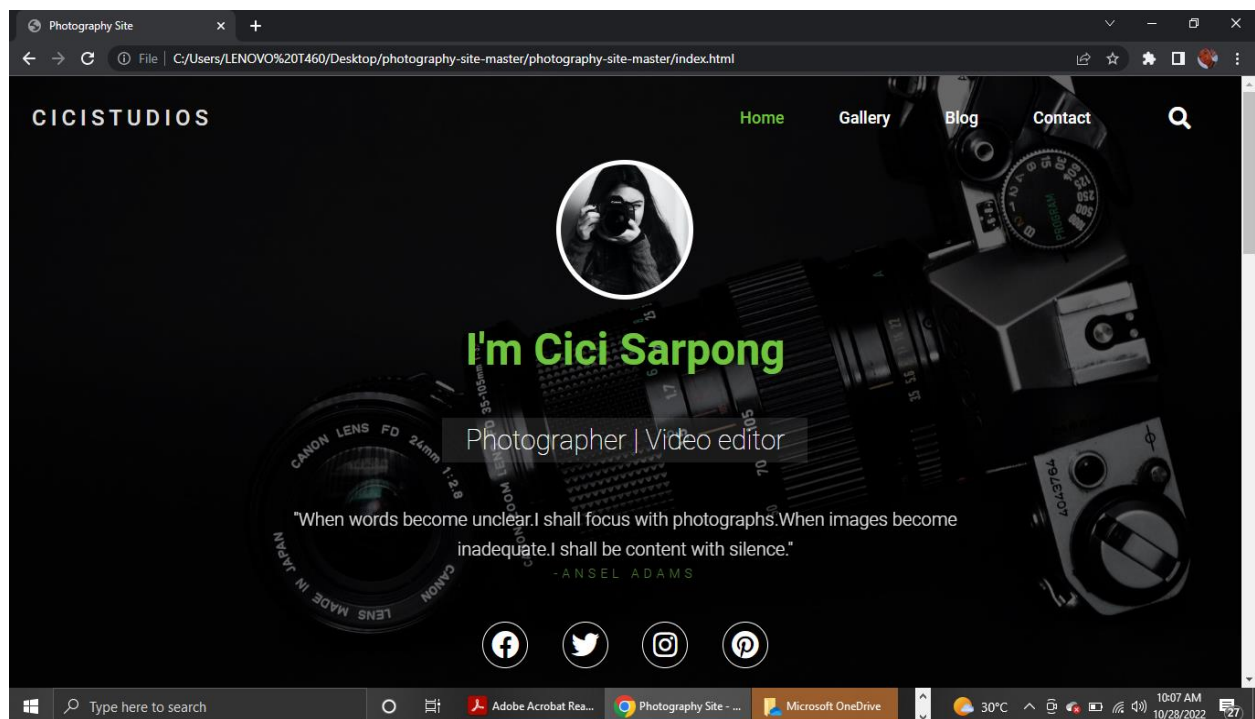 Photography Site
File | C:/Users/LENOVO%20T460/Desktop/photography-site-master/photography-site-master/index.html
CICISTUDIOS
Home Gallery Blog Contact
I'm Cici Sarpong
Photographer | Video editor
"When words become unclear.I shall focus with photographs.When images become
inadequate.I shall be content with silence."
-ANSEL ADAMS
CANON LENS FD 24mm 1:2.8
CANON LENS MADE IN JAPAN
35-105mm
CANON ZOOM LEN
PROGRAM
4043794
Type here to search
Adobe Acrobat Rea...
Photography Site - ...
Microsoft OneDrive
30°C
10:07 AM
10/28/2022
27